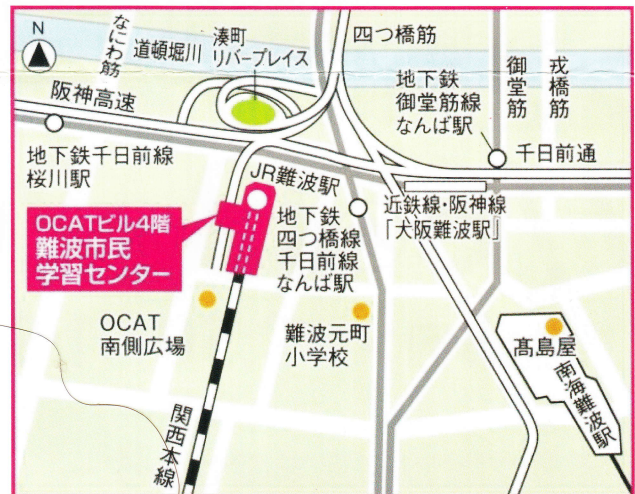 N
なにわ筋
道頓堀川
湊町
リバープレイス
四つ橋筋
阪神高速
地下鉄
御堂筋線
なんば駅
御堂筋
戎橋筋
千日前通
地下鉄千日前線
桜川駅
JR難波駅
近鉄線・阪神線
「大阪難波駅」
OCATビル4階
難波市民
学習センター
地下鉄
四つ橋線
千日前線
なんば駅
OCAT
南側広場
難波元町
小学校
髙島屋
南海難波駅
関西本線